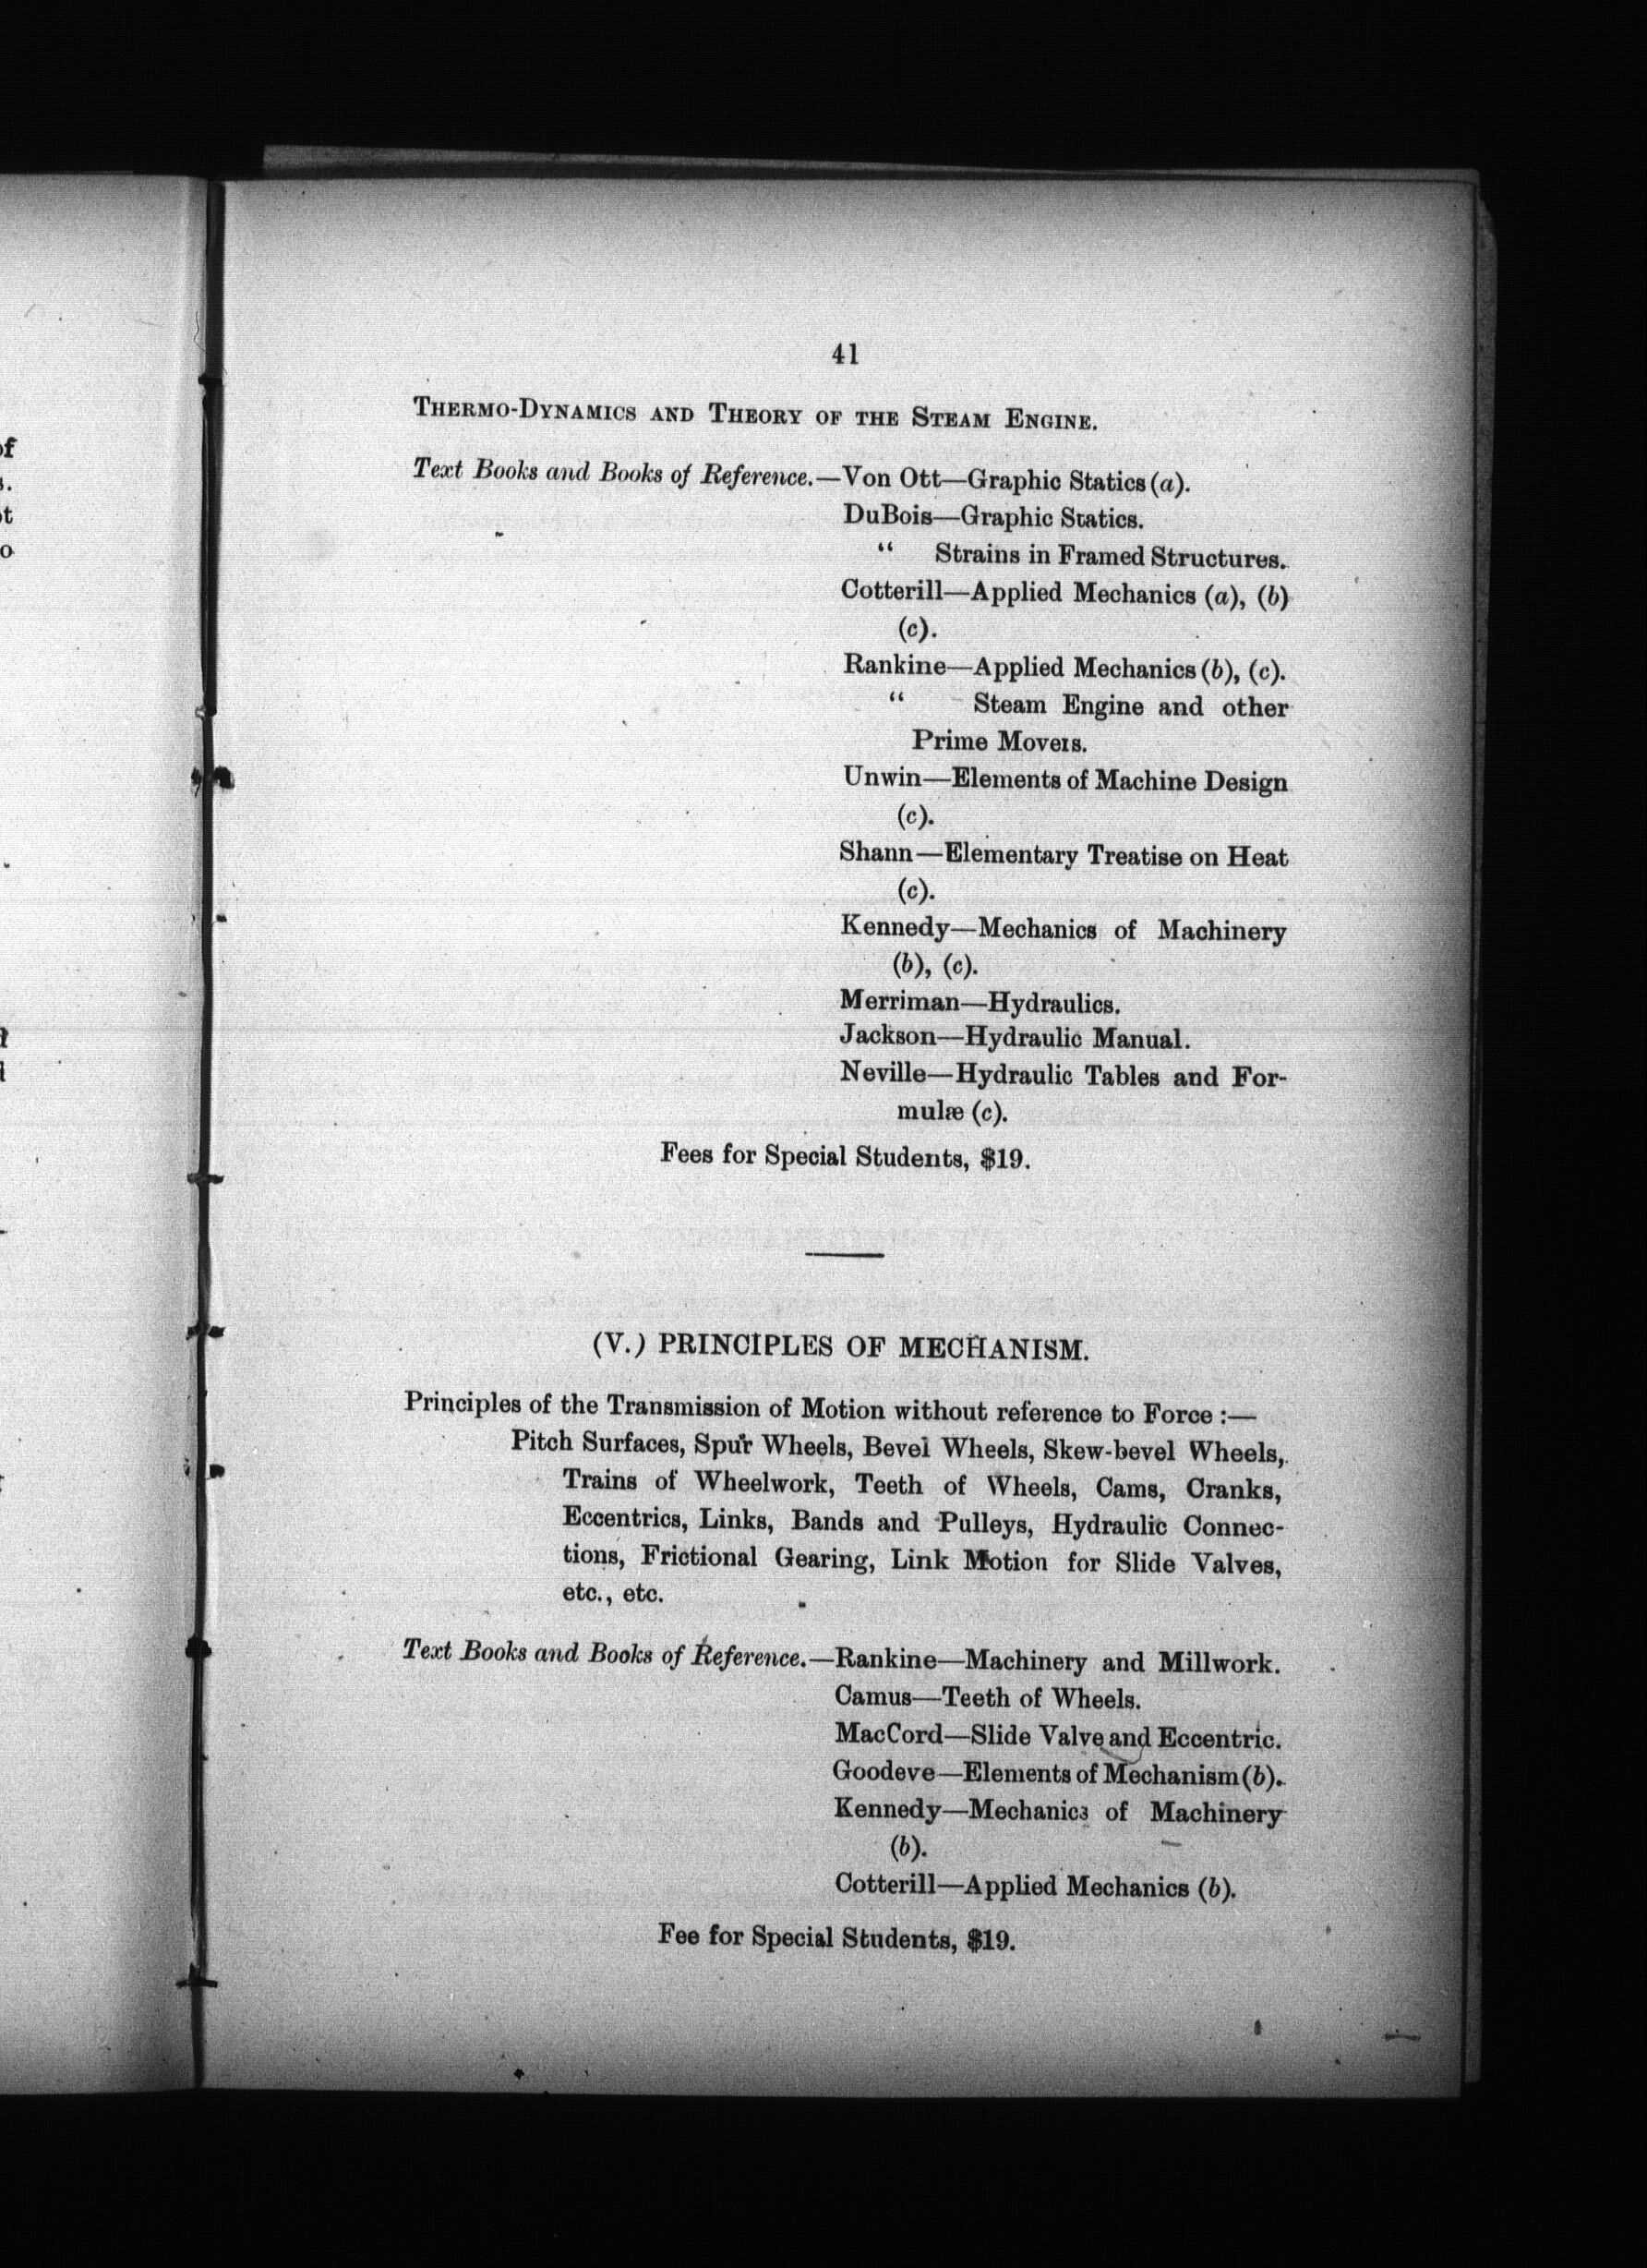 41
THERMO-DYNAMICS AND THEORY OF THE STEAM ENGINE.
Text Books and Books of Reference.—Von Ott—Graphic Statics (a).
DuBois—Graphic Statics.
“ Strains in Framed Structures.
Cotterill—Applied Mechanics (a), (b)
(c).
Rankine—Applied Mechanics (b), (c).
“ Steam Engine and other
Prime Movers.
Unwin—Elements of Machine Design
(c).
Shann—Elementary Treatise on Heat
(c).
Kennedy—Mechanics of Machinery
(b), (c).
Merriman—Hydraulics.
Jackson—Hydraulic Manual.
Neville—Hydraulic Tables and For-
mulæ (c).
Fees for Special Students, $19.
(V.) PRINCIPLES OF MECHANISM.
Principles of the Transmission of Motion without reference to Force :—
Pitch Surfaces, Spur Wheels, Bevel Wheels, Skew-bevel Wheels,
Trains of Wheelwork, Teeth of Wheels, Cams, Cranks,
Eccentrics, Links, Bands and Pulleys, Hydraulic Connec-
tions, Frictional Gearing, Link Motion for Slide Valves,
etc., etc.
Text Books and Books of Reference.—Rankine—Machinery and Millwork.
Camus—Teeth of Wheels.
MacCord—Slide Valve and Eccentric.
Goodeve—Elements of Mechanism (b).
Kennedy—Mechanics of Machinery
(b).
Cotterill—Applied Mechanics (b).
Fee for Special Students, $19.